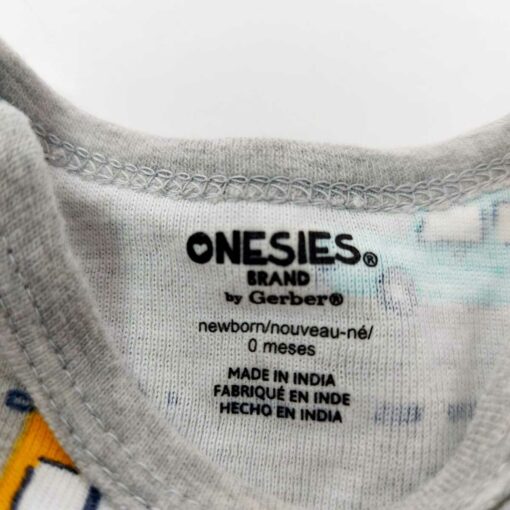 ONESIES®
BRAND
by Gerber®
newborn/nouveau-né/
0 meses
MADE IN INDIA
FABRIQUÉ EN INDE
HECHO EN INDIA